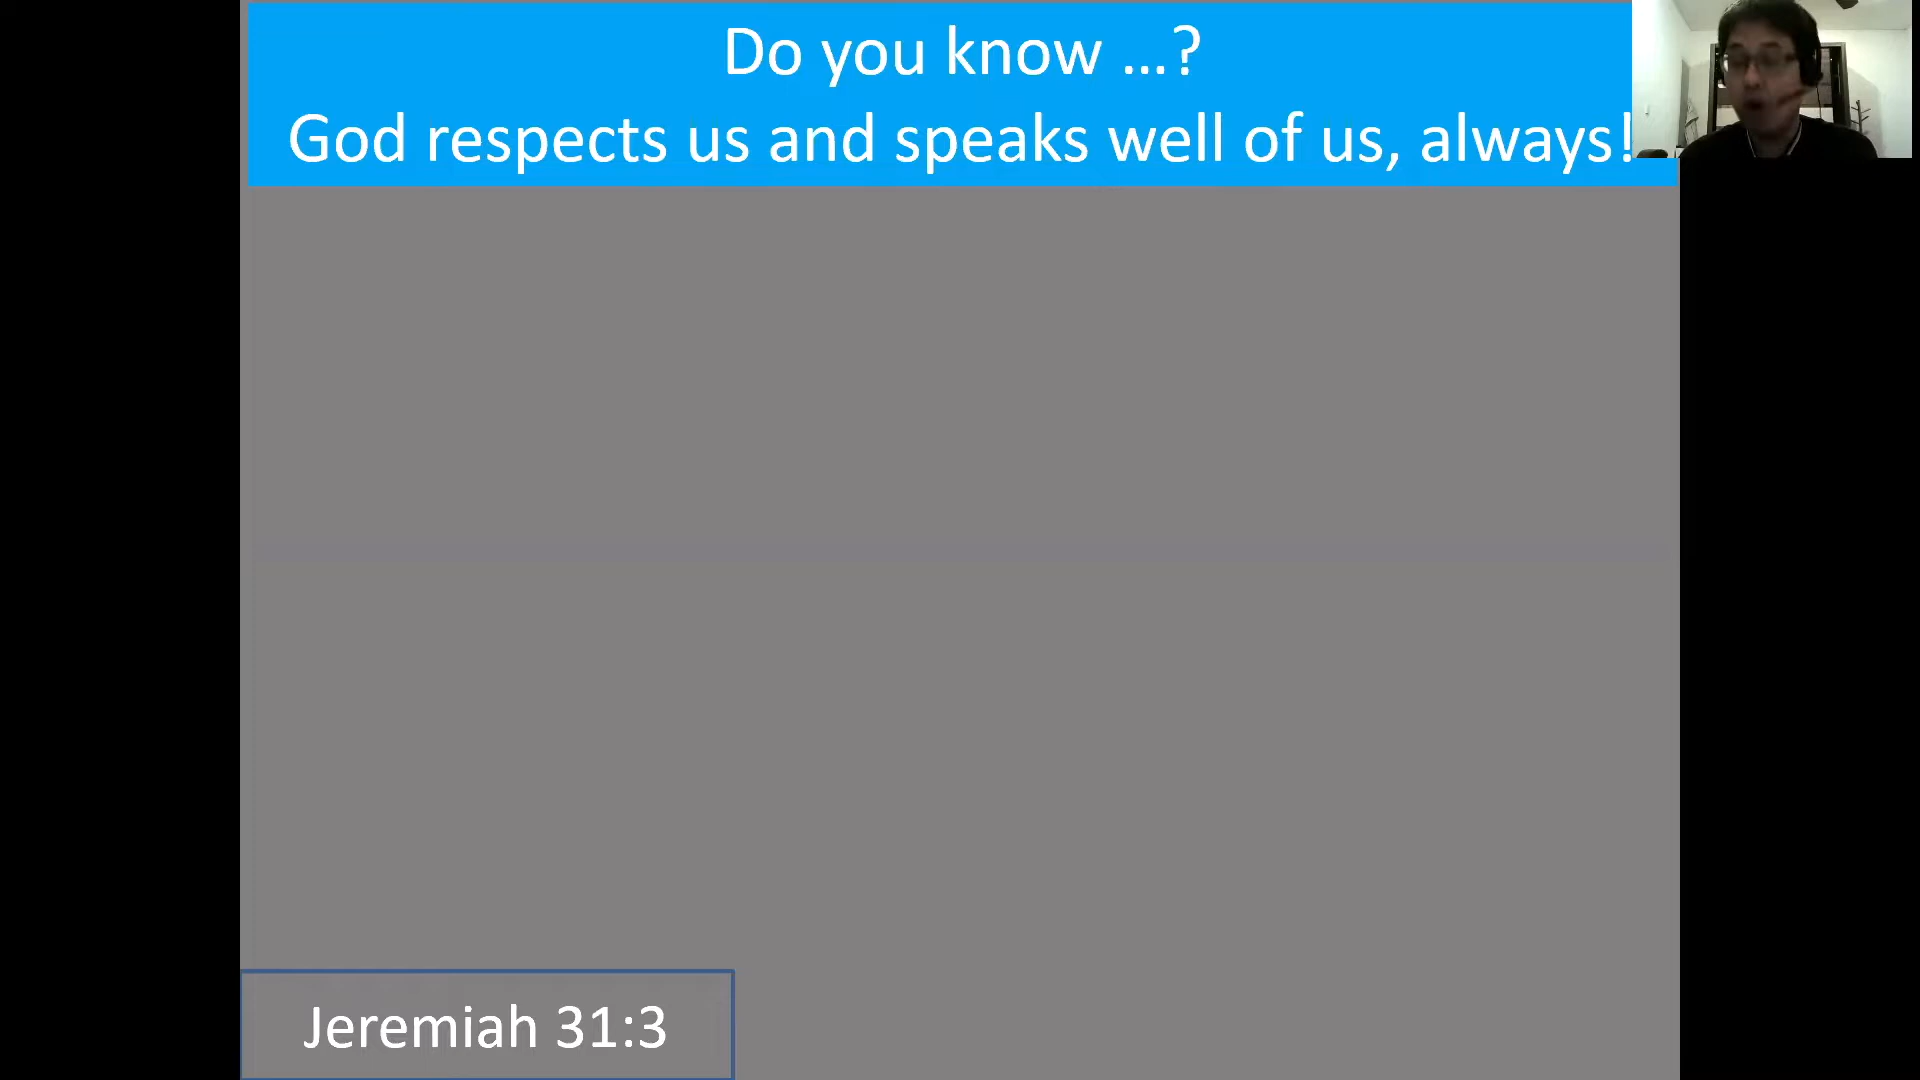 Do you know ...?
God respects us and speaks well of us, always!
Jeremiah 31:3